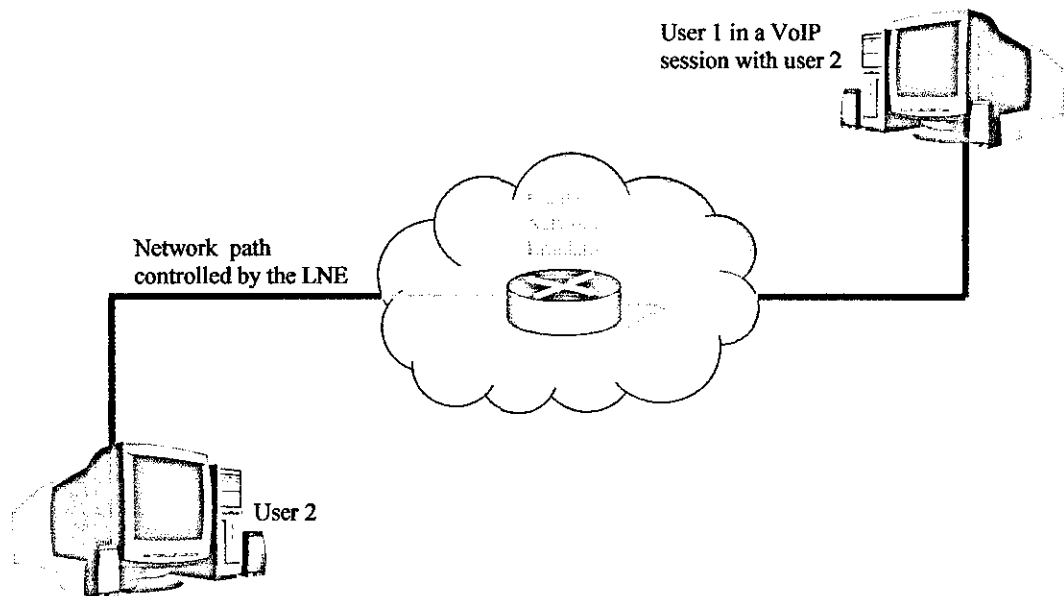 User 1 in a VoIP
session with user 2
Network path
controlled by the LNE
User 2